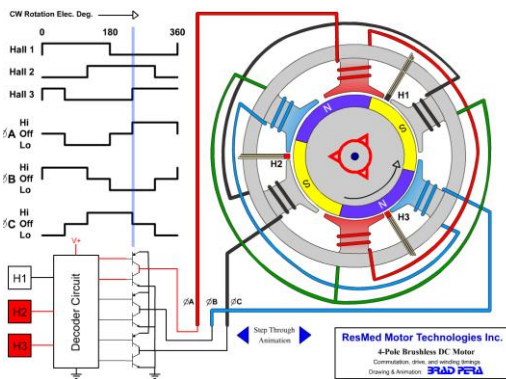 CW Rotation Elec. Deg.
0 180 360
Hall 1
Hall 2
Hall 3
Hi
ØA Off
Lo
Hi
ØB Off
Lo
Hi
ØC Off
Lo
V+
H1
H2
H3
Decoder Circuit
ØA ØB ØC
N
S
N
S
H1
H2
H3
Step Through
Animation
ResMed Motor Technologies Inc.
4-Pole Brushless DC Motor
Commutation, drive, and winding timings
Drawing & Animation: BRAD PERA